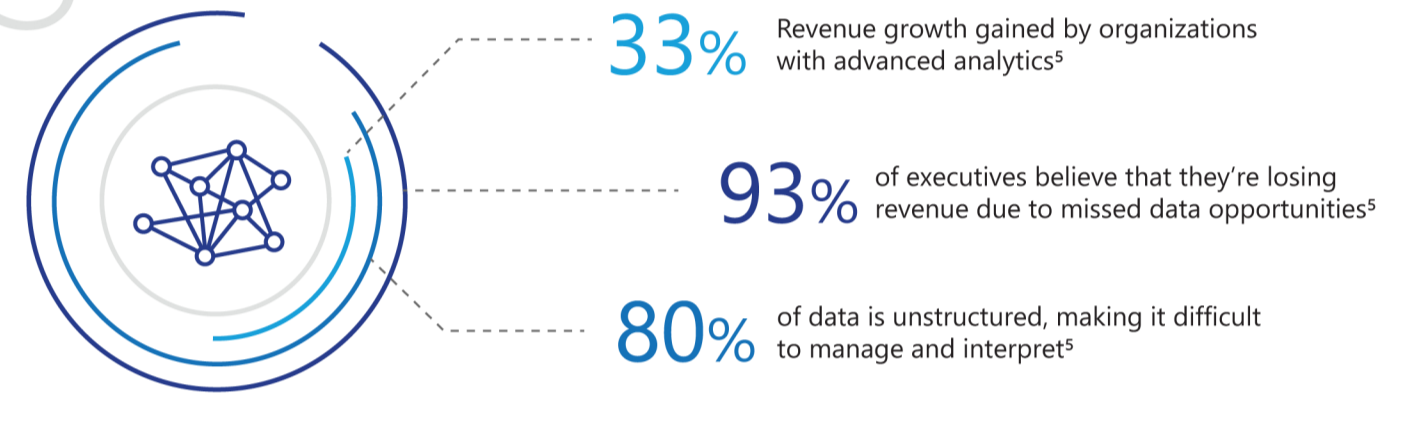 33% Revenue growth gained by organizations
with advanced analytics⁵
93% of executives believe that they’re losing
revenue due to missed data opportunities⁵
80% of data is unstructured, making it difficult
to manage and interpret⁵